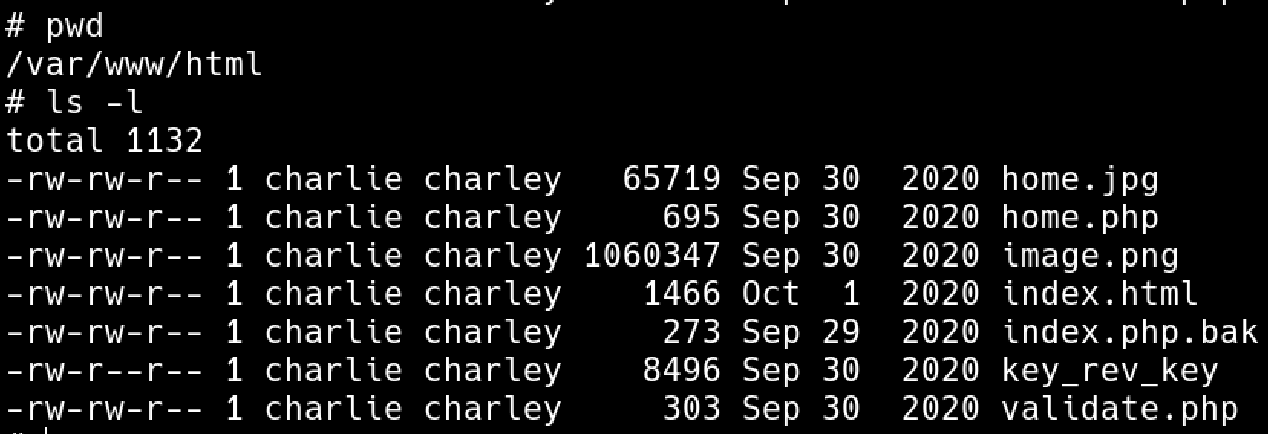 # pwd
/var/www/html
# ls -l
total 1132
-rw-rw-r-- 1 charlie charley   65719 Sep 30  2020 home.jpg
-rw-rw-r-- 1 charlie charley     695 Sep 30  2020 home.php
-rw-rw-r-- 1 charlie charley 1060347 Sep 30  2020 image.png
-rw-rw-r-- 1 charlie charley    1466 Oct  1  2020 index.html
-rw-rw-r-- 1 charlie charley     273 Sep 29  2020 index.php.bak
-rw-r--r-- 1 charlie charley    8496 Sep 30  2020 key_rev_key
-rw-rw-r-- 1 charlie charley     303 Sep 30  2020 validate.php